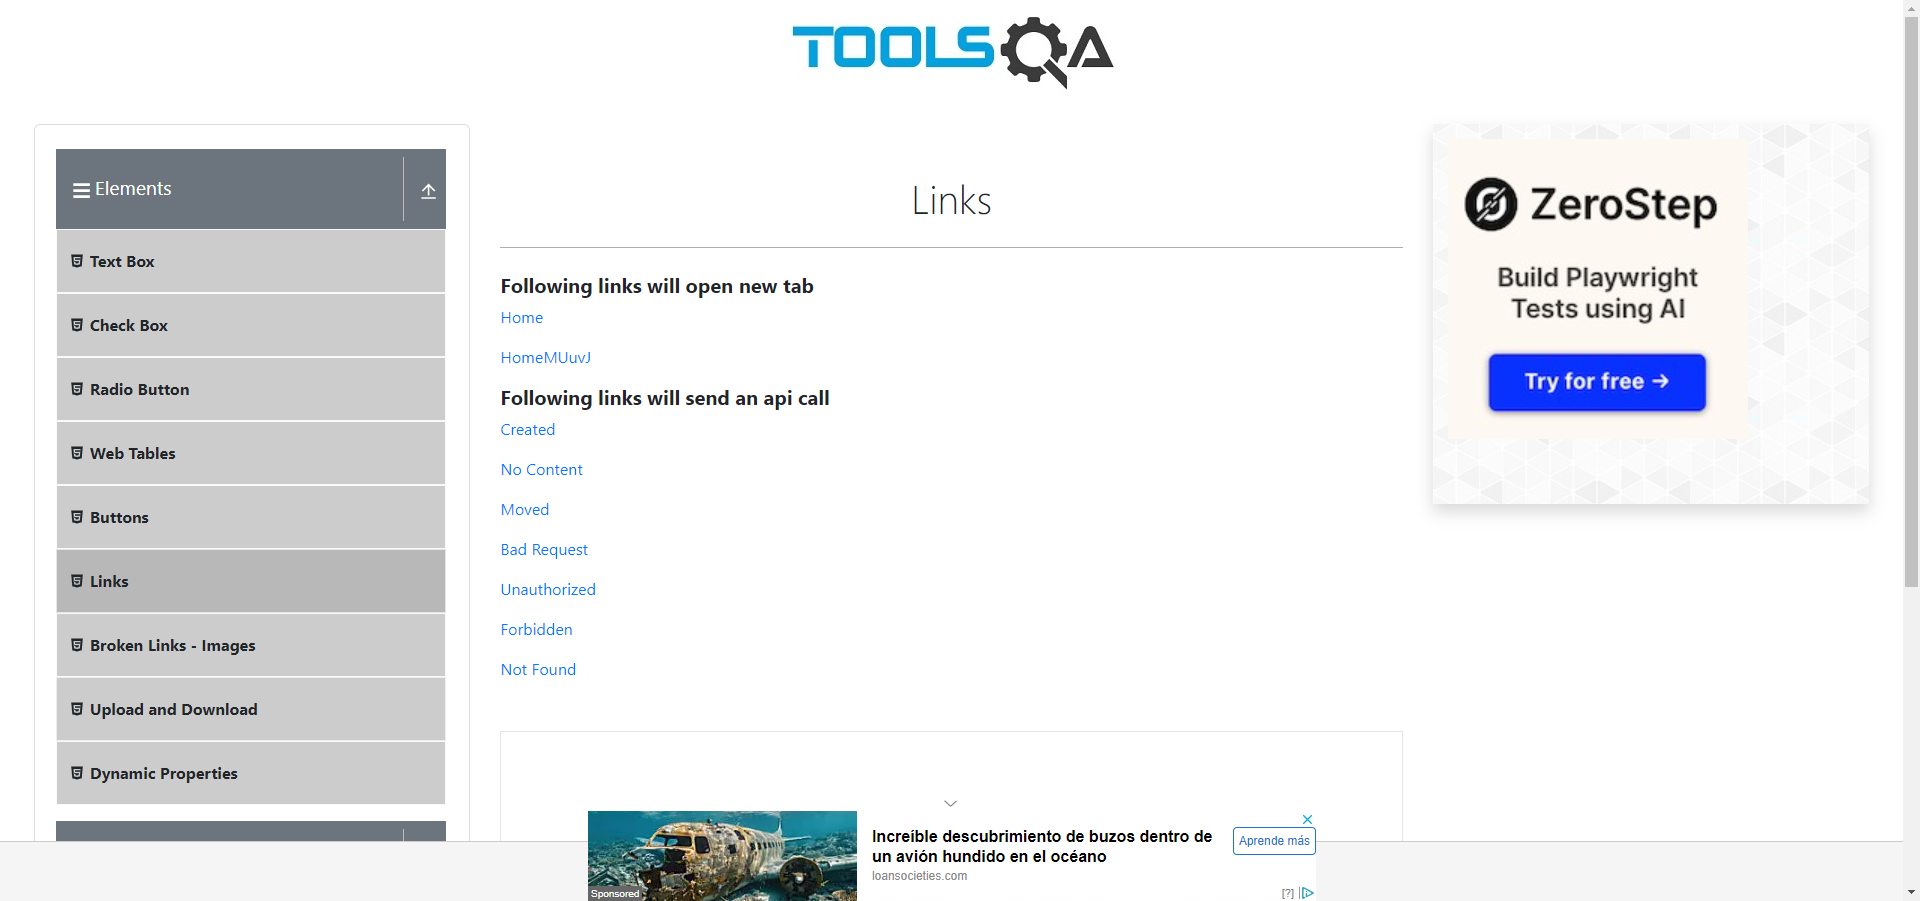 TOOLSQA
Elements
Text Box
Check Box
Radio Button
Web Tables
Buttons
Links
Broken Links - Images
Upload and Download
Dynamic Properties
Links
Following links will open new tab
Home
HomeMUuvJ
Following links will send an api call
Created
No Content
Moved
Bad Request
Unauthorized
Forbidden
Not Found
ZeroStep
Build Playwright
Tests using AI
Try for free →
Sponsored
Increíble descubrimiento de buzos dentro de
un avión hundido en el océano
loansocieties.com
Aprende más
[?]